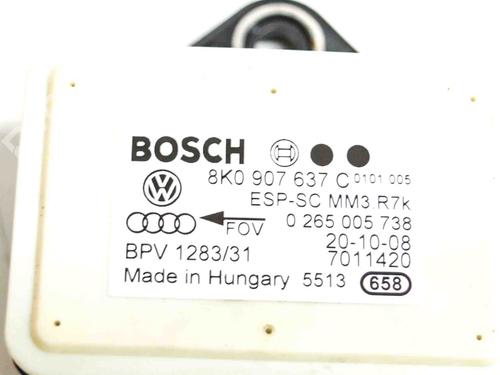 BOSCH
8K0 907 637 C 0101 005
ESP-SC MM3.R7k
FOV 0 265 005 738
20-10-08
BPV 1283/31 7011420
Made in Hungary 5513 658